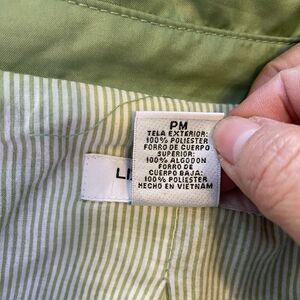 PM
TELA EXTERIOR:
100% POLIESTER
FORRO DE CUERPO
SUPERIOR:
100% ALGODON
FORRO DE
CUERPO BAJA:
100% POLIESTER
HECHO EN VIETNAM